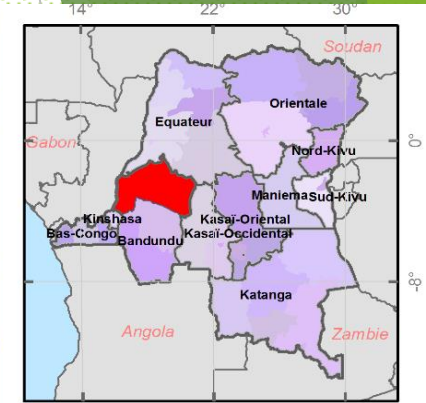 14° 22° 30°
Soudan
Orientale
Equateur
Gabon
Nord-Kivu
0°
Maniema Sud-Kivu
Kinshasa
Kasaï-Oriental
Bas-Congo
Kasaï-Occidental
Bandundu
-8°
Katanga
Angola
Zambie